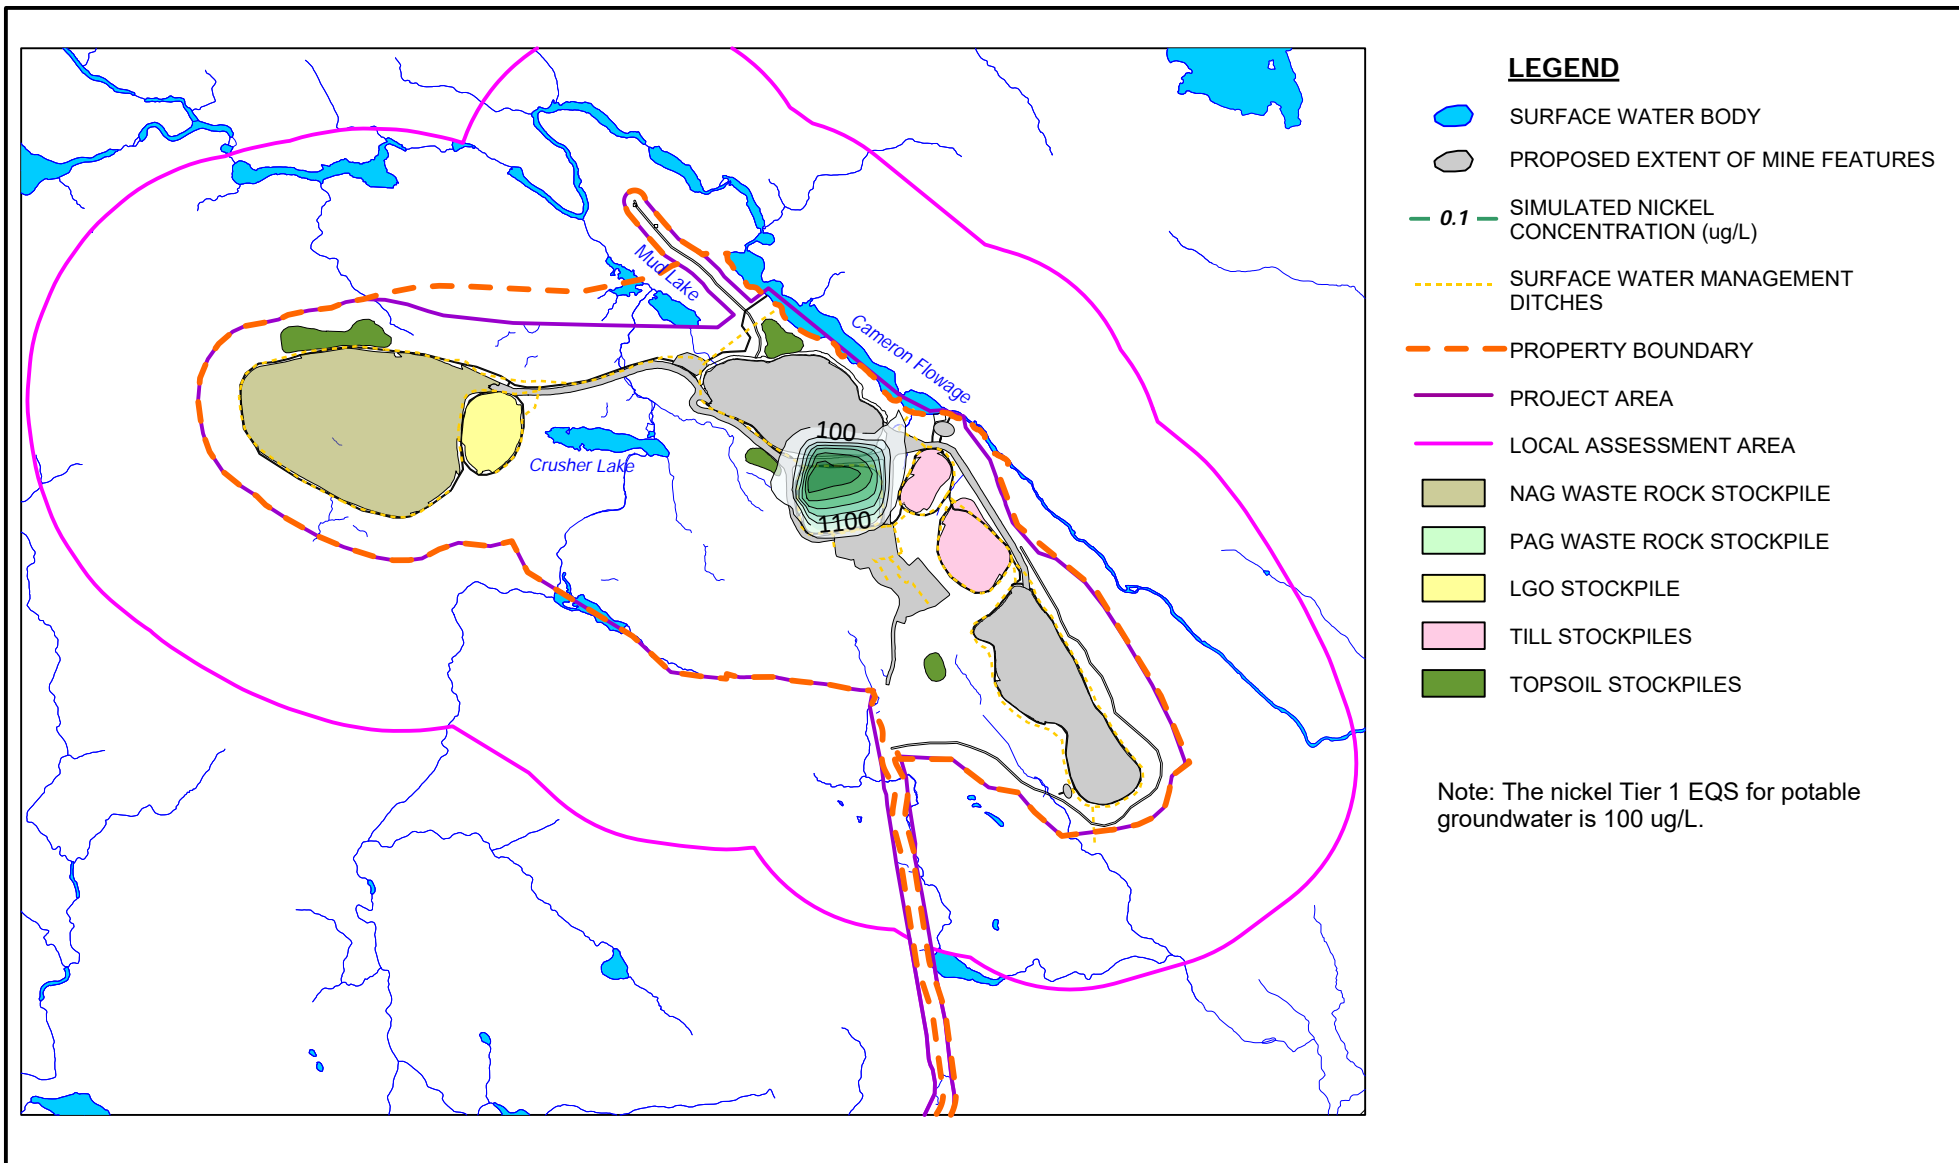 LEGEND
SURFACE WATER BODY
PROPOSED EXTENT OF MINE FEATURES
0.1
SIMULATED NICKEL
CONCENTRATION (ug/L)
SURFACE WATER MANAGEMENT
DITCHES
PROPERTY BOUNDARY
PROJECT AREA
LOCAL ASSESSMENT AREA
NAG WASTE ROCK STOCKPILE
PAG WASTE ROCK STOCKPILE
LGO STOCKPILE
TILL STOCKPILES
TOPSOIL STOCKPILES
Note: The nickel Tier 1 EQS for potable
groundwater is 100 ug/L.
Mud Lake
Cameron Flowage
Crusher Lake
100
1100